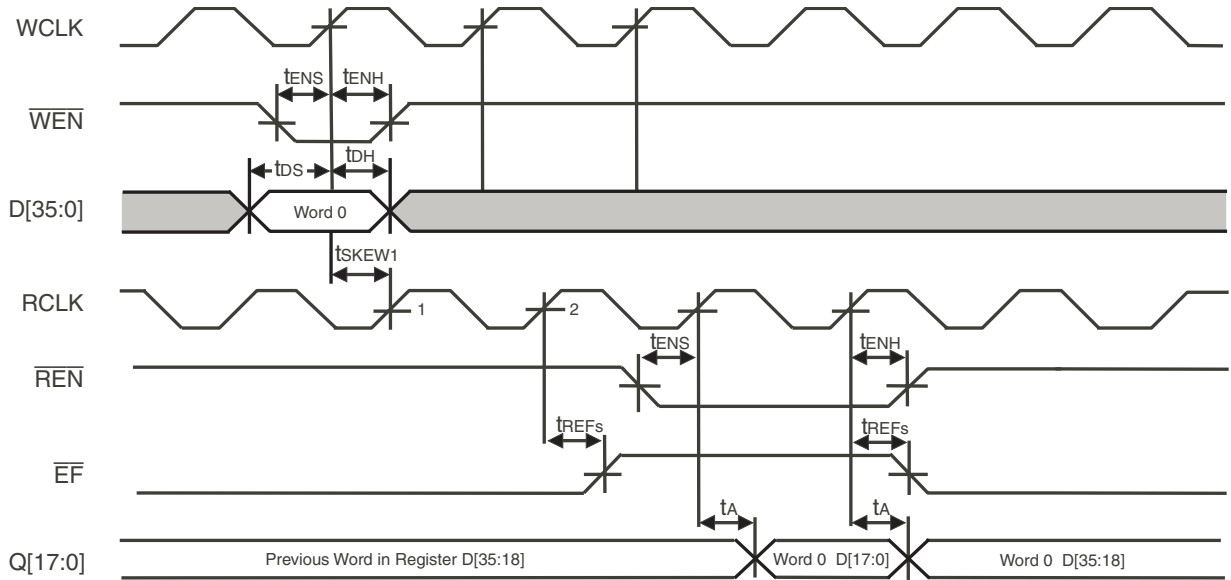 WCLK
tENS tENH
WEN
tDS tDH
D[35:0] Word 0
tSKEW1
RCLK 1 2
tENS tENH
REN
tREFs tREFs
EF
tA tA
Q[17:0] Previous Word in Register D[35:18] Word 0 D[17:0] Word 0 D[35:18]